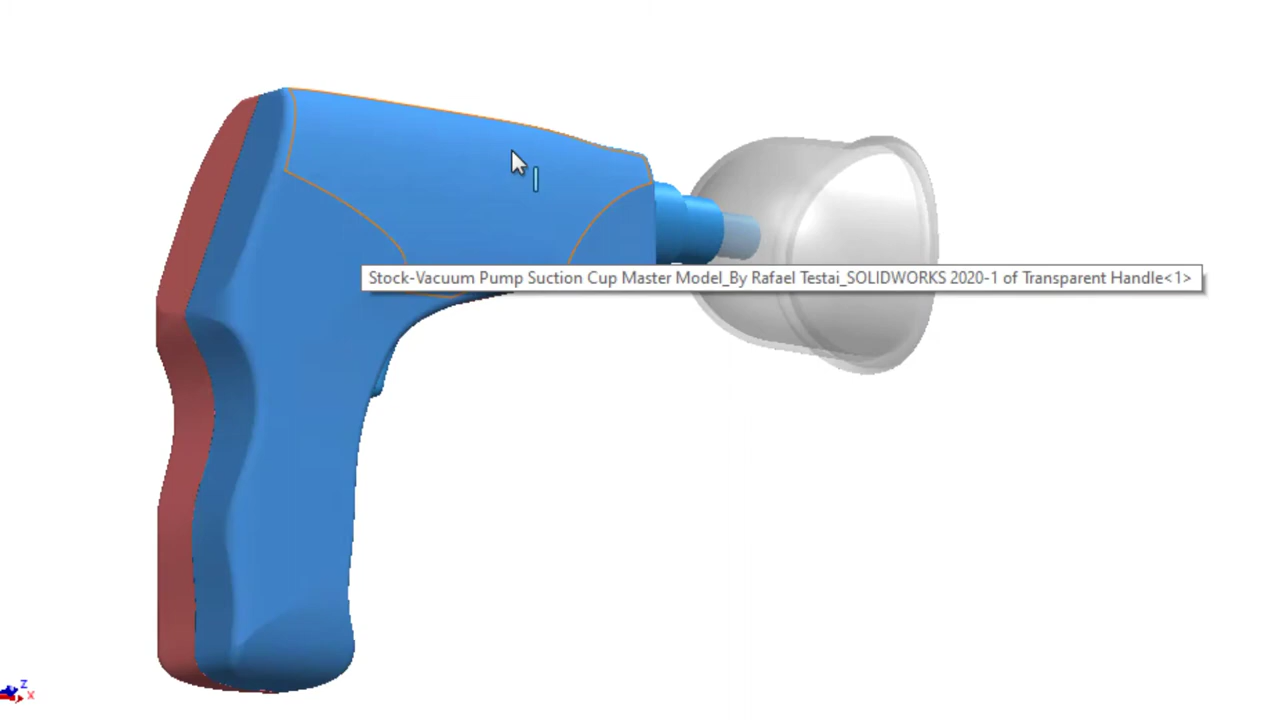 Stock-Vacuum Pump Suction Cup Master Model_By Rafael Testai_SOLIDWORKS 2020-1 of Transparent Handle<1>
Z
X